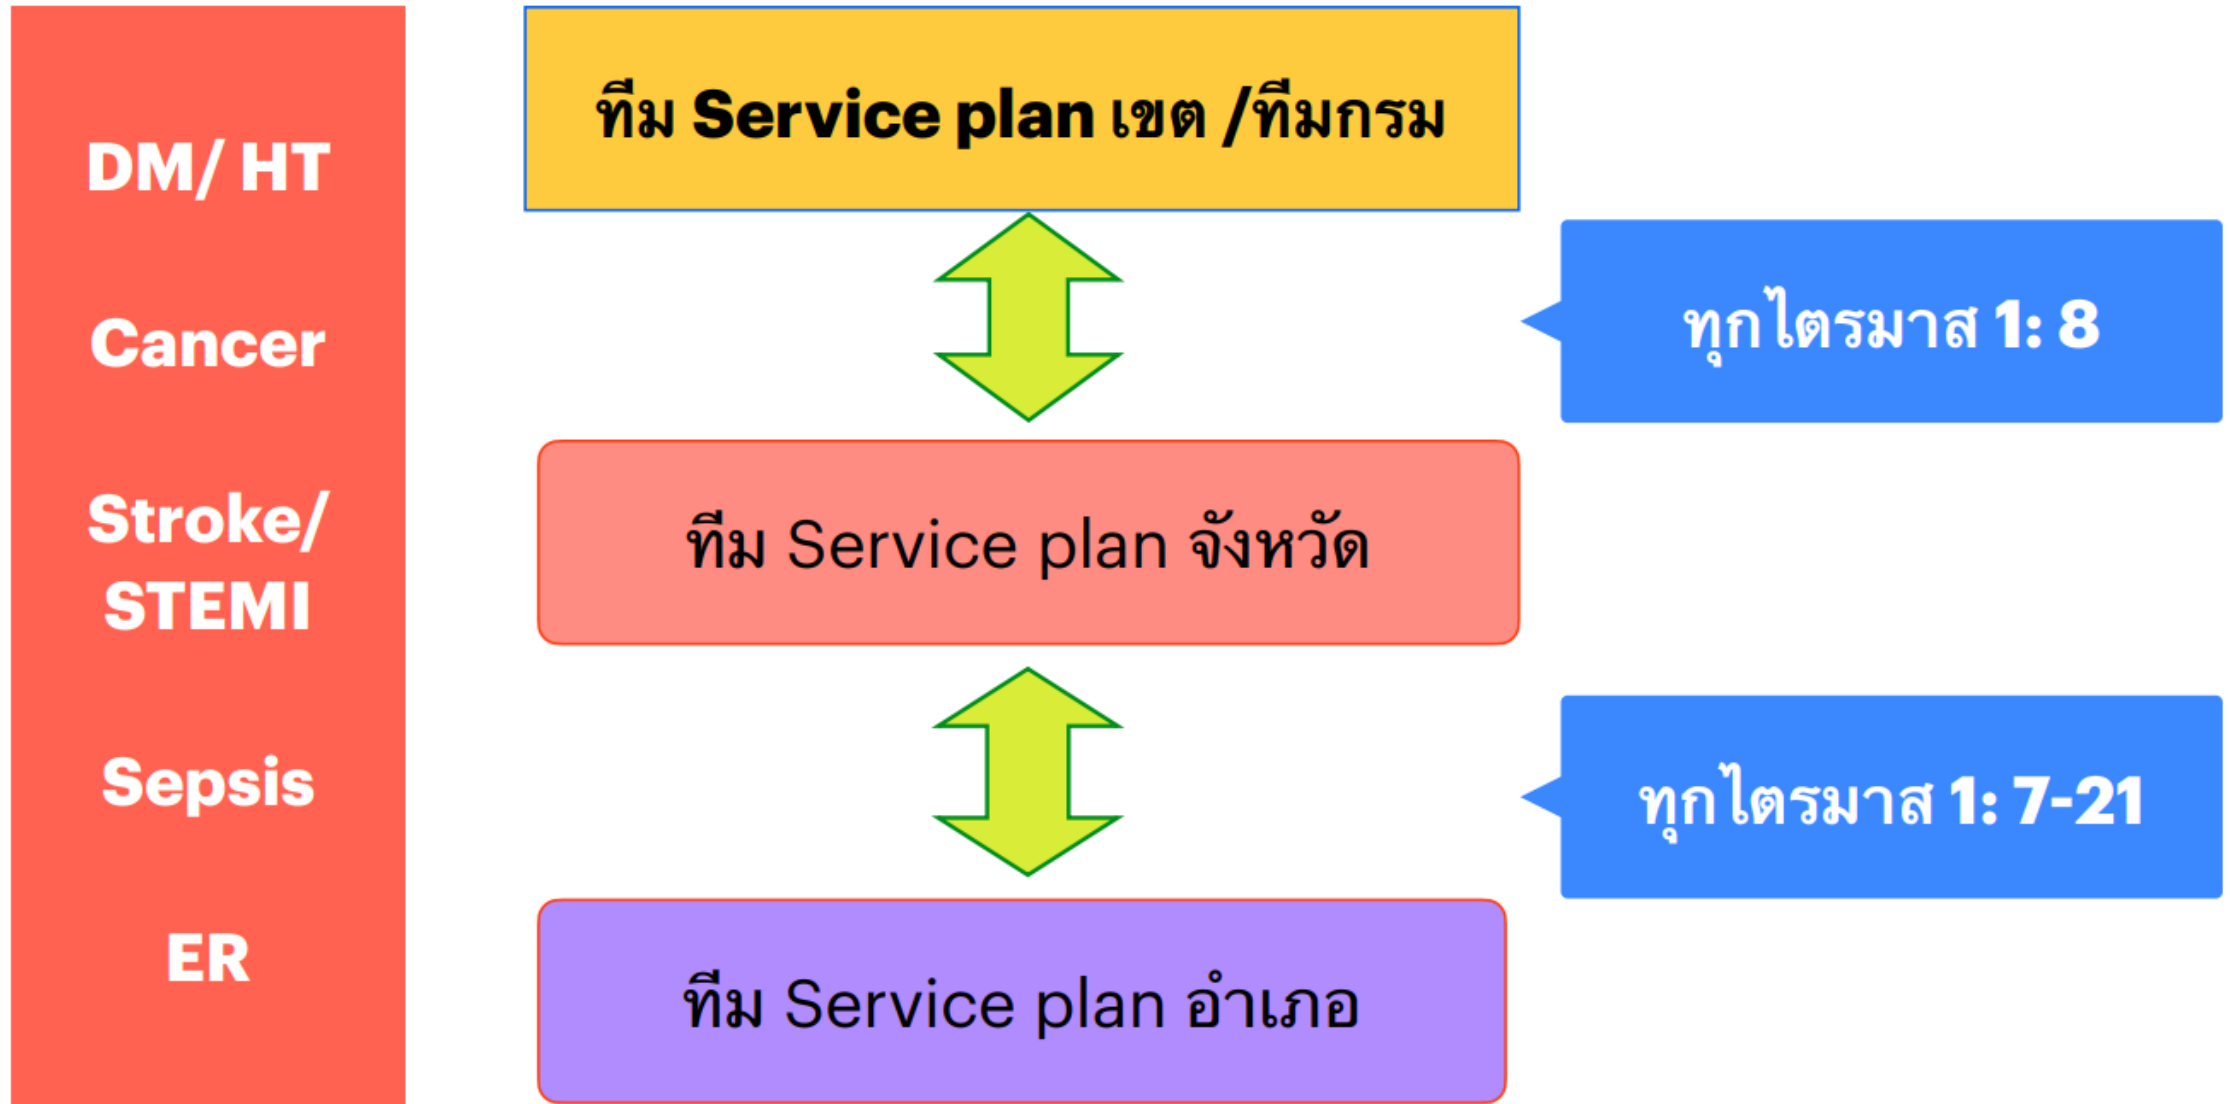 DM/ HT
Cancer
Stroke/
STEMI
Sepsis
ER
ทีม Service plan เขต /ทีมกรม
ทุกไตรมาส 1: 8
ทีม Service plan จังหวัด
ทุกไตรมาส 1: 7-21
ทีม Service plan อำเภอ